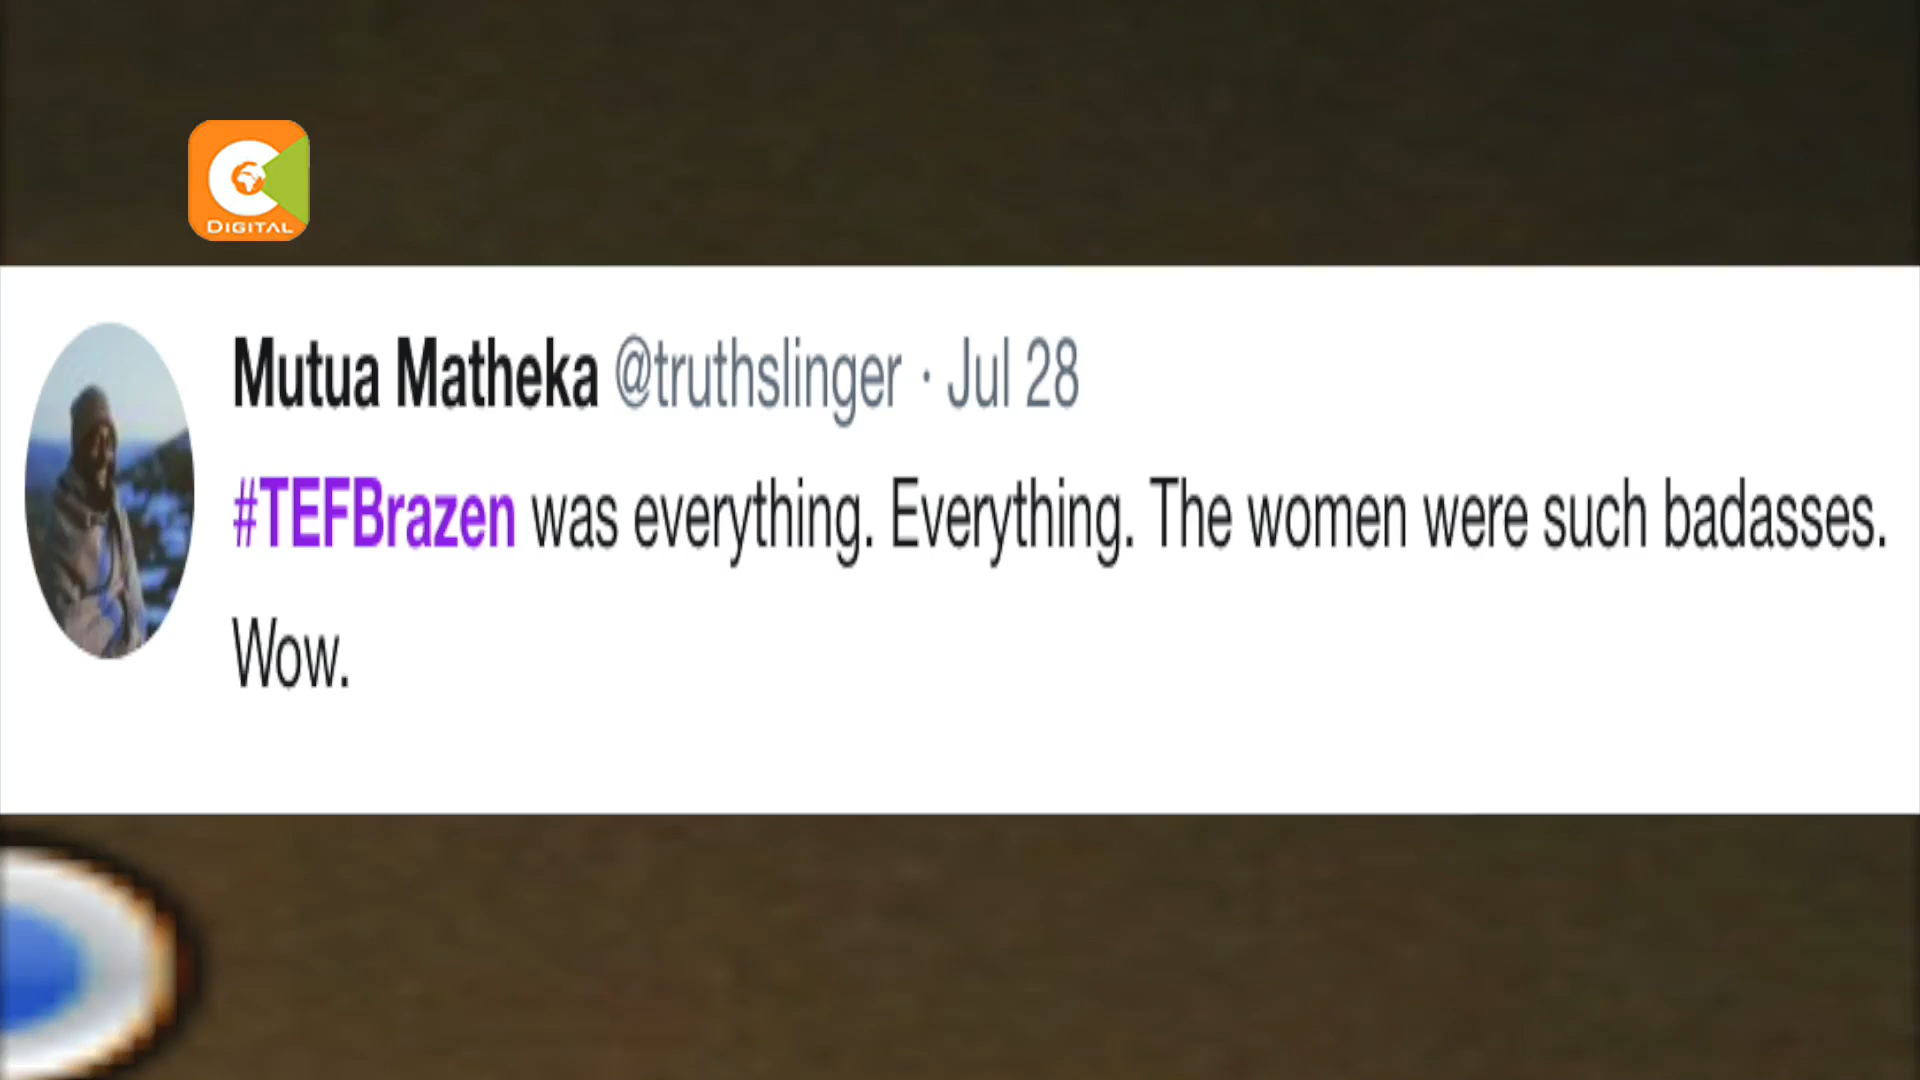 DIGITAL
Mutua Matheka @truthslinger · Jul 28
#TEFBrazen was everything. Everything. The women were such badasses.
Wow.